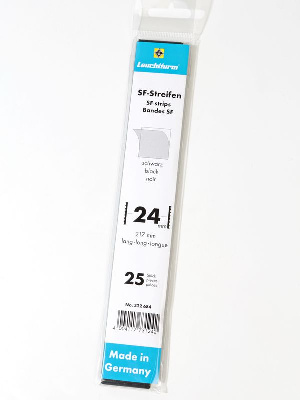 Leuchtturm
SF-Streifen
SF strips
Bandes SF
schwarz
black
noir
24 mm
217 mm
lang-long-longue
25
Made in
Germany